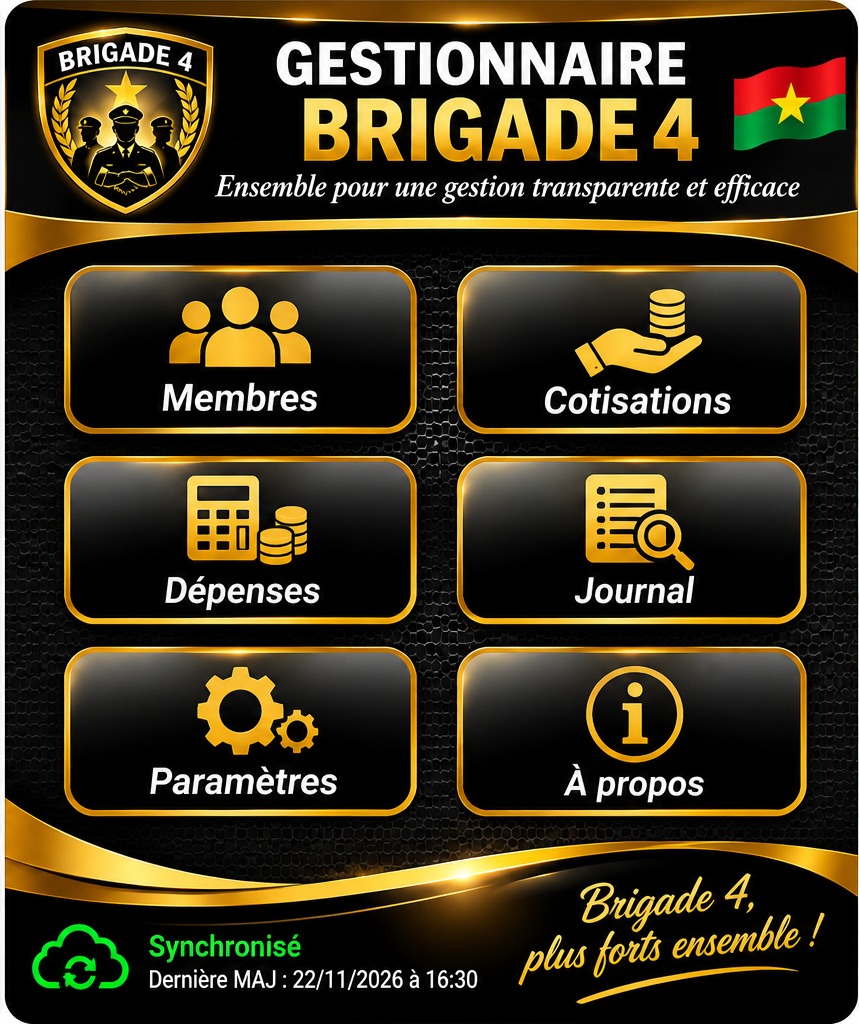 BRIGADE 4
GESTIONNAIRE
BRIGADE 4
Ensemble pour une gestion transparente et efficace
Membres
Cotisations
Dépenses
Journal
Paramètres
À propos
Synchronisé
Dernière MAJ : 22/11/2026 à 16:30
Brigade 4,
plus forts ensemble !